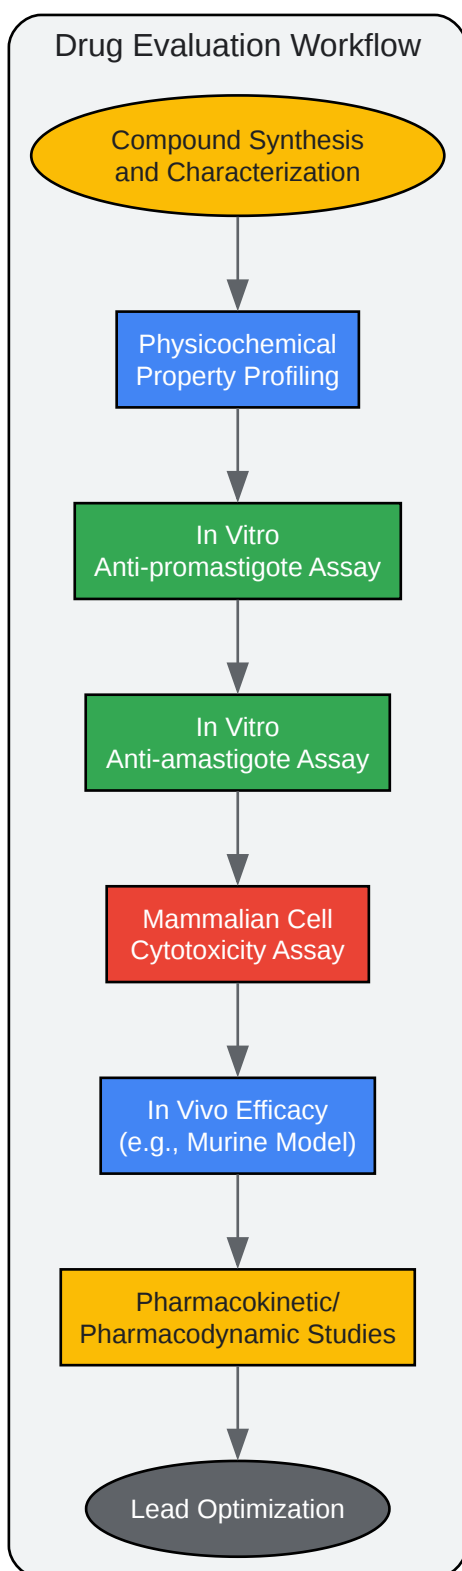 Drug Evaluation Workflow
Compound Synthesis
and Characterization
Physicochemical
Property Profiling
In Vitro
Anti-promastigote Assay
In Vitro
Anti-amastigote Assay
Mammalian Cell
Cytotoxicity Assay
In Vivo Efficacy
(e.g., Murine Model)
Pharmacokinetic/
Pharmacodynamic Studies
Lead Optimization